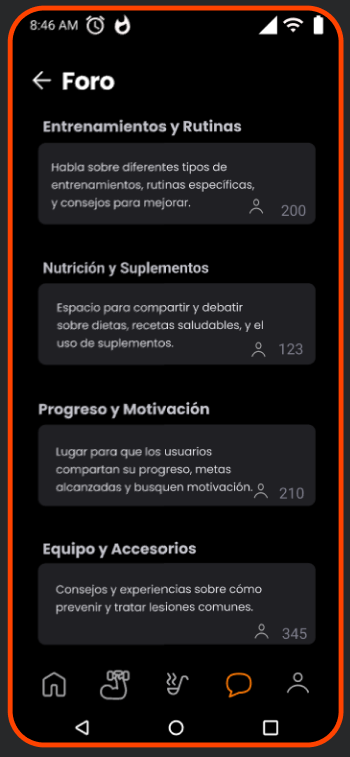 8:46 AM
Foro
Entrenamientos y Rutinas
Habla sobre diferentes tipos de
entrenamientos, rutinas específicas,
y consejos para mejorar.
200
Nutrición y Suplementos
Espacio para compartir y debatir
sobre dietas, recetas saludables, y el
uso de suplementos.
123
Progreso y Motivación
Lugar para que los usuarios
compartan su progreso, metas
alcanzadas y busquen motivación.
210
Equipo y Accesorios
Consejos y experiencias sobre cómo
prevenir y tratar lesiones comunes.
345